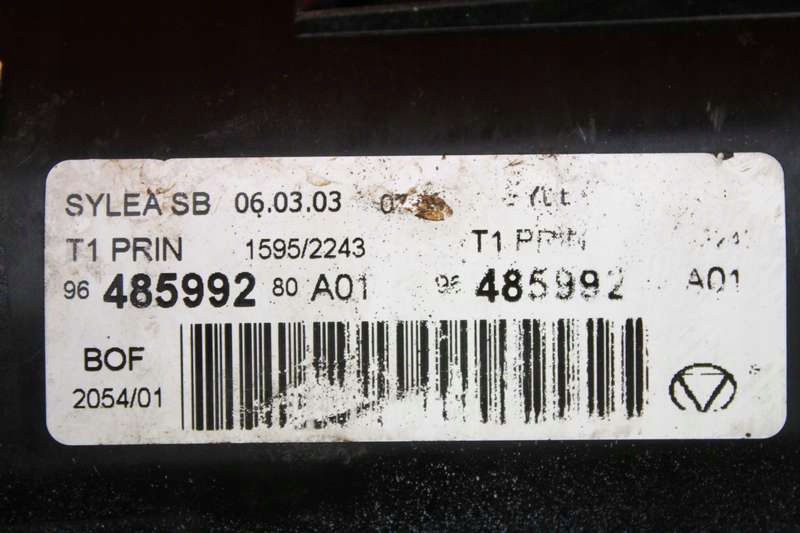 SYLEA SB 06.03.03
T1 PRIN 1595/2243 T1 PRIN
96 485992 80 A01 96 485992 A01
BOF
2054/01